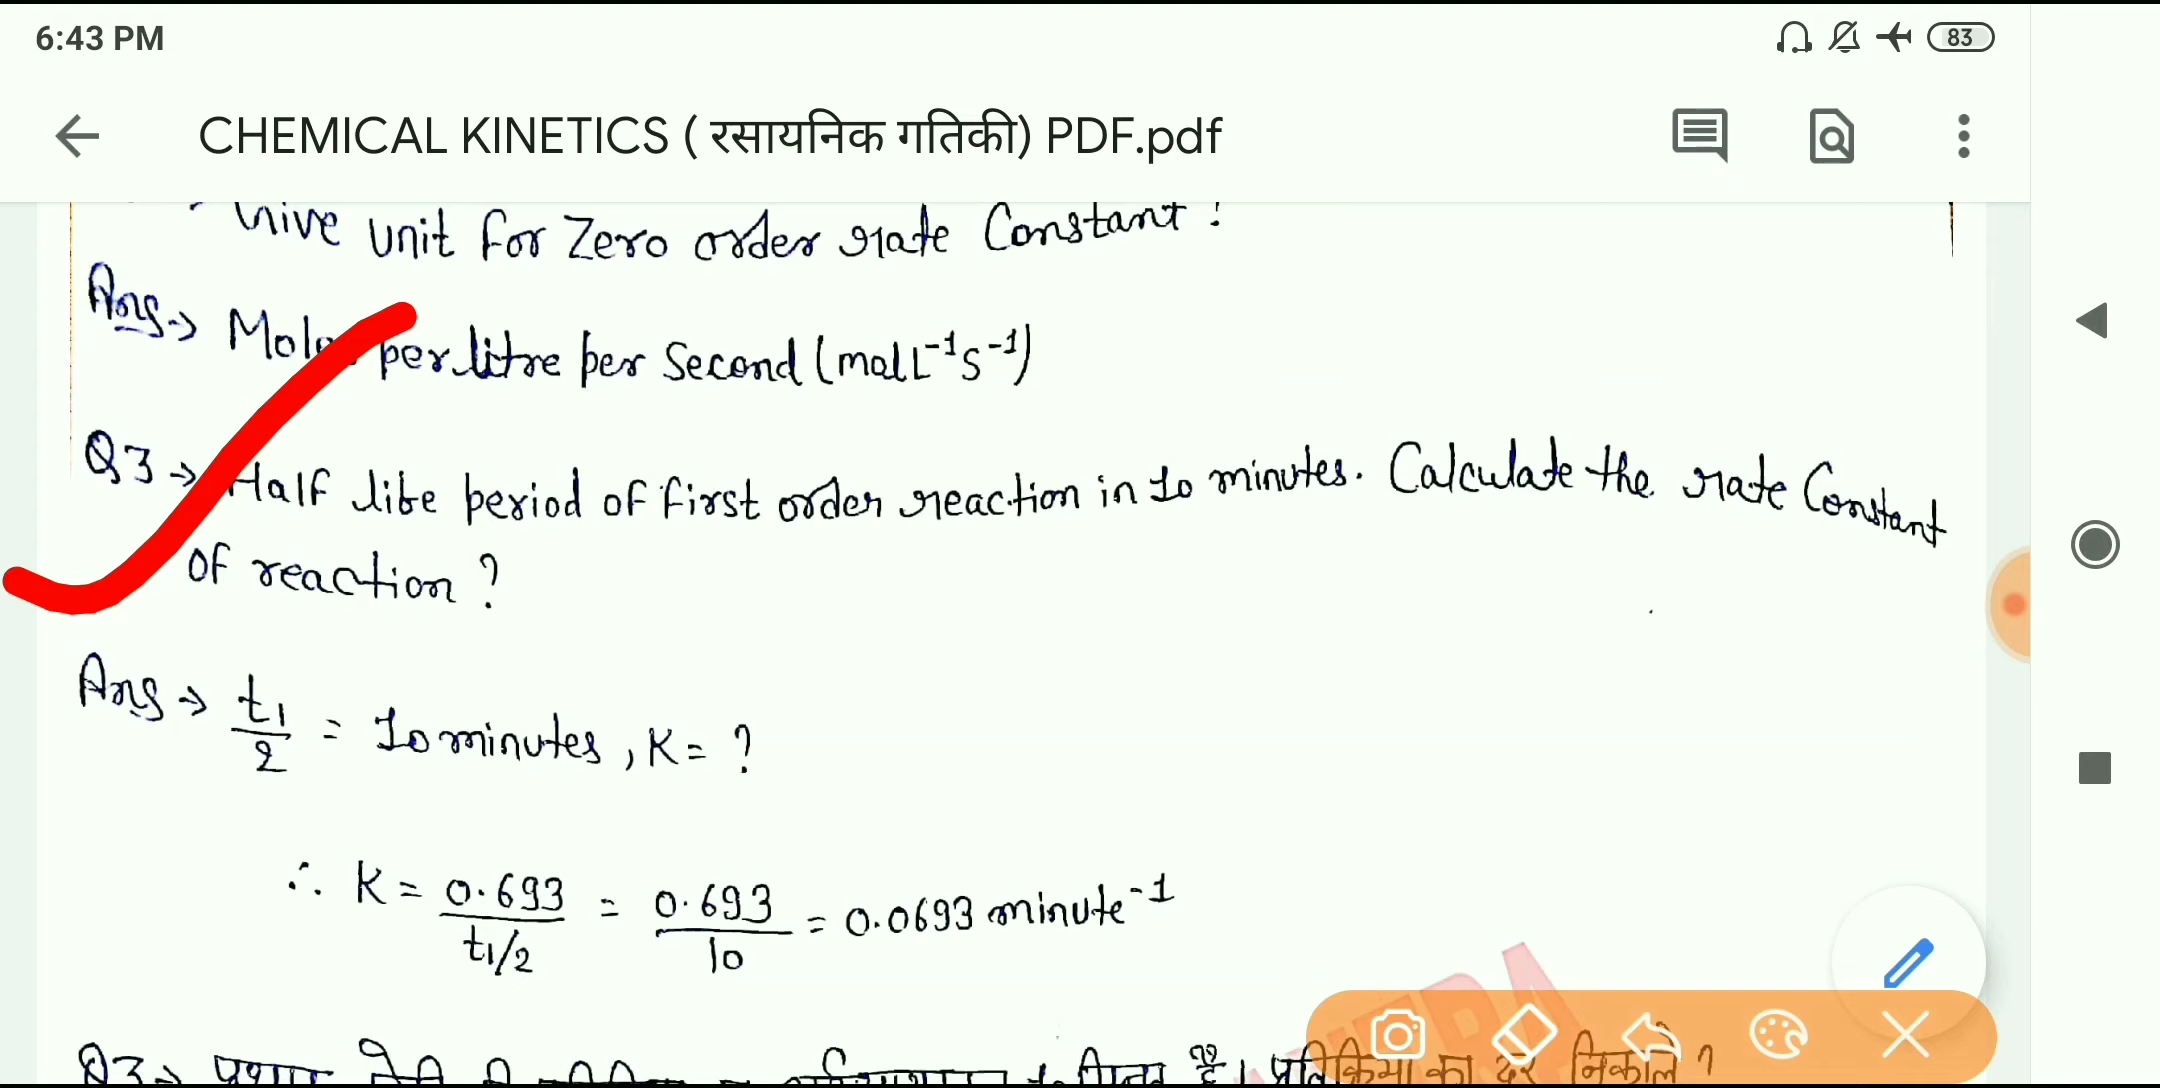 6:43 PM
83
CHEMICAL KINETICS ( रसायनिक गतिकी) PDF.pdf
Give unit for Zero order rate Constant?
Ans → Moles per litre per Second (mol L⁻¹ S⁻¹)
Q3 → Half life period of first order reaction in 10 minutes. Calculate the rate Constant
of reaction ?
Ans → t1/2 = 10 minutes , K = ?
∴ K = 0.693/t1/2 = 0.693/10 = 0.0693 minute⁻¹
Q3 → प्रथम